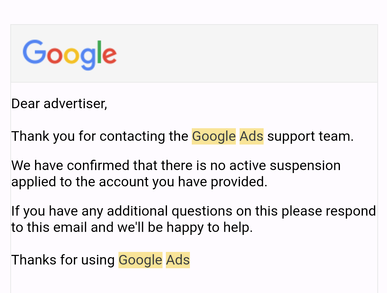 Google
Dear advertiser,
Thank you for contacting the Google Ads support team.
We have confirmed that there is no active suspension
applied to the account you have provided.
If you have any additional questions on this please respond
to this email and we'll be happy to help.
Thanks for using Google Ads